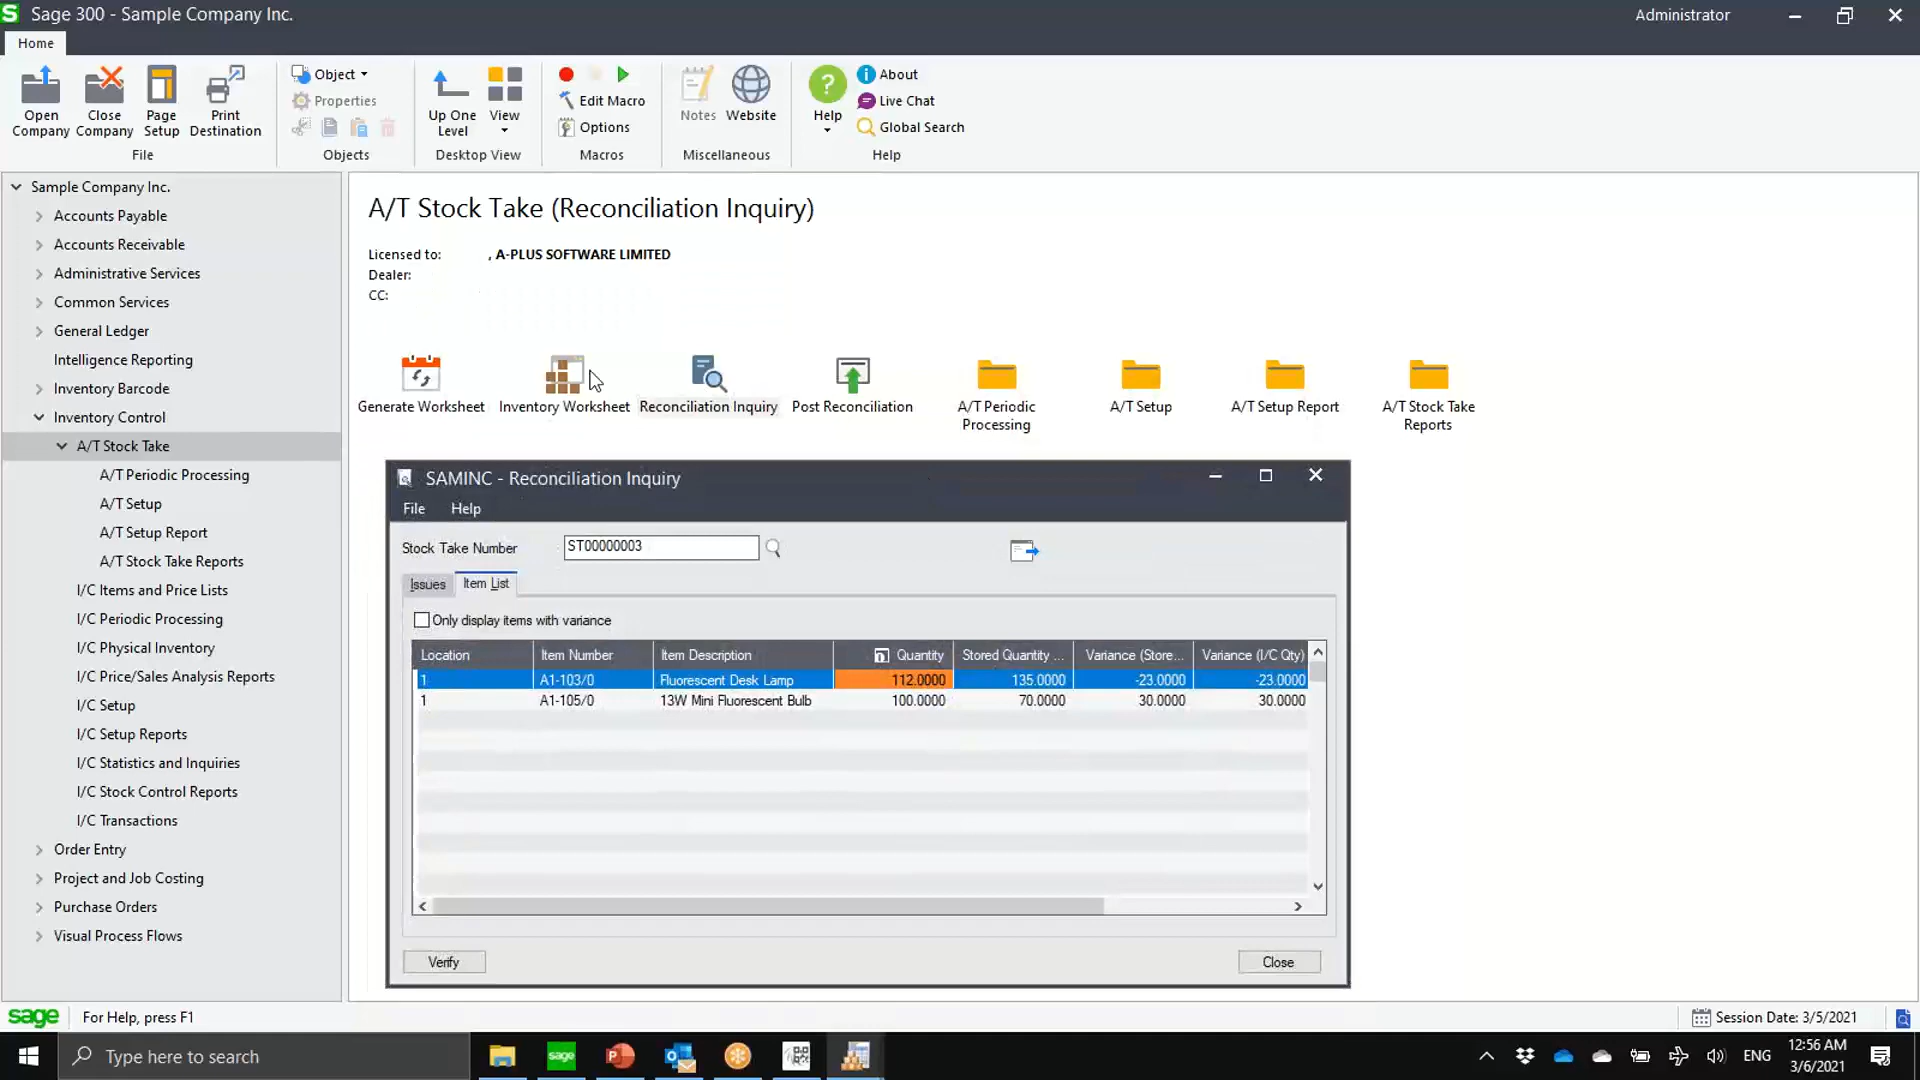 Sage 300 - Sample Company Inc.
Administrator
Home
Open Company
Close Company
Page Setup
Print Destination
File
Object
Properties
Objects
Up One Level
View
Desktop View
Edit Macro
Options
Macros
Notes
Website
Miscellaneous
Help
About
Live Chat
Global Search
Help
Sample Company Inc.
Accounts Payable
Accounts Receivable
Administrative Services
Common Services
General Ledger
Intelligence Reporting
Inventory Barcode
Inventory Control
A/T Stock Take
A/T Periodic Processing
A/T Setup
A/T Setup Report
A/T Stock Take Reports
I/C Items and Price Lists
I/C Periodic Processing
I/C Physical Inventory
I/C Price/Sales Analysis Reports
I/C Setup
I/C Setup Reports
I/C Statistics and Inquiries
I/C Stock Control Reports
I/C Transactions
Order Entry
Project and Job Costing
Purchase Orders
Visual Process Flows
A/T Stock Take (Reconciliation Inquiry)
Licensed to: , A-PLUS SOFTWARE LIMITED
Dealer:
CC:
Generate Worksheet
Inventory Worksheet
Reconciliation Inquiry
Post Reconciliation
A/T Periodic
Processing
A/T Setup
A/T Setup Report
A/T Stock Take
Reports
SAMINC - Reconciliation Inquiry
File Help
Stock Take Number ST00000003
Issues Item List
Only display items with variance
Location Item Number Item Description Quantity Stored Quantity ... Variance (Store... Variance (I/C Qty)
1 A1-103/0 Fluorescent Desk Lamp 112.0000 135.0000 -23.0000 -23.0000
1 A1-105/0 13W Mini Fluorescent Bulb 100.0000 70.0000 30.0000 30.0000
Verify Close
sage For Help, press F1
Session Date: 3/5/2021
Type here to search
sage
ENG
12:56 AM
3/6/2021